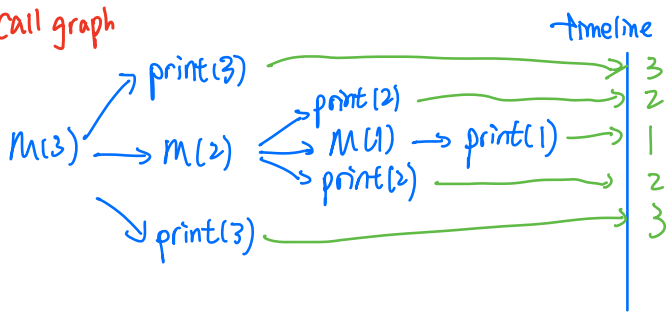 Call graph
timeline
print(3)
3
print(2)
2
M(3)
M(2)
M(1)
print(1)
1
print(2)
2
print(3)
3